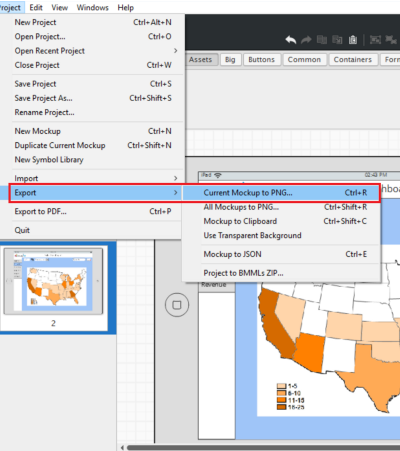 Project Edit View Windows Help
New Project Ctrl+Alt+N
Open Project... Ctrl+O
Open Recent Project
Close Project Ctrl+W
Save Project Ctrl+S
Save Project As... Ctrl+Shift+S
Rename Project...
New Mockup Ctrl+N
Duplicate Current Mockup Ctrl+Shift+N
New Symbol Library
Import
Export
Export to PDF... Ctrl+P
Quit
Assets Big Buttons Common Containers Forn
iPad 02:43 PM
Current Mockup to PNG... Ctrl+R
All Mockups to PNG... Ctrl+Shift+R
Mockup to Clipboard Ctrl+Shift+C
Use Transparent Background
Mockup to JSON Ctrl+E
Project to BMMLs ZIP...
hboa
Revenue
1-5
6-10
11-15
16-25
2